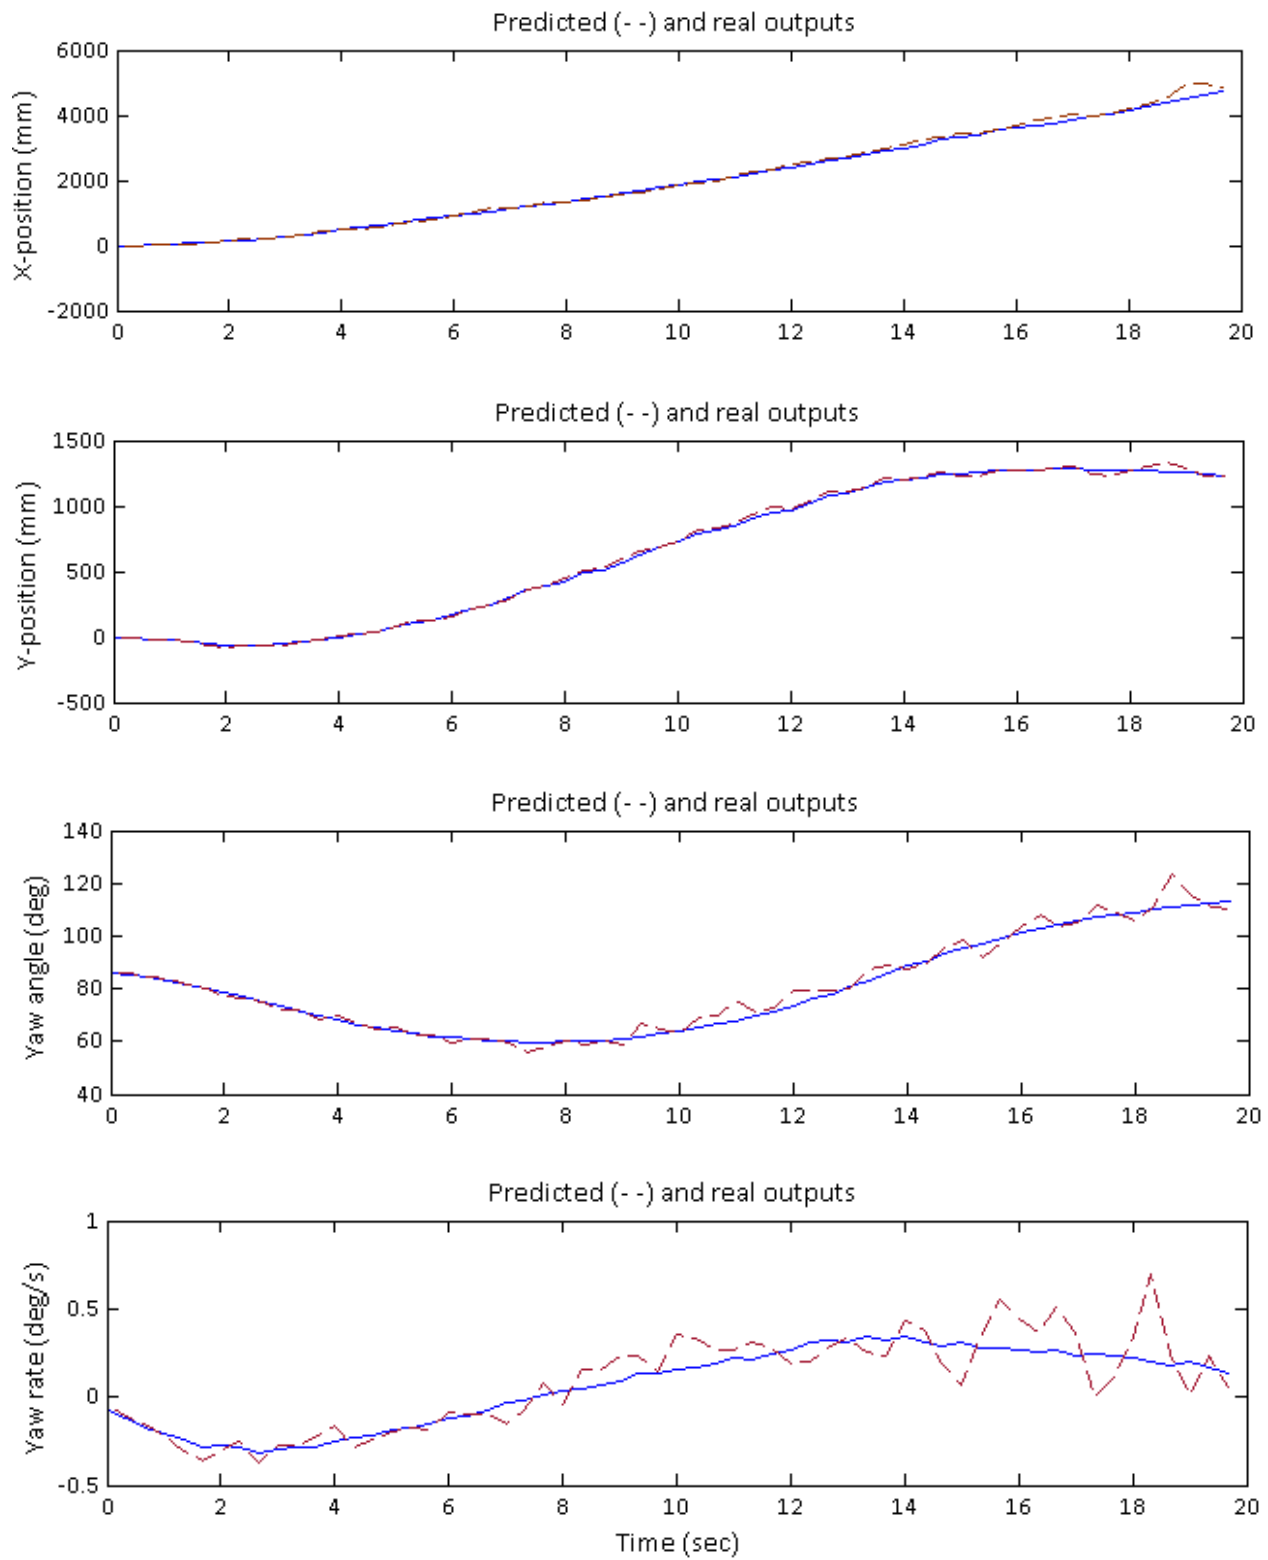 Predicted (- -) and real outputs
6000
4000
2000
0
-2000
X-position (mm)
0 2 4 6 8 10 12 14 16 18 20
Predicted (- -) and real outputs
1500
1000
500
0
-500
Y-position (mm)
0 2 4 6 8 10 12 14 16 18 20
Predicted (- -) and real outputs
140
120
100
80
60
40
Yaw angle (deg)
0 2 4 6 8 10 12 14 16 18 20
Predicted (- -) and real outputs
1
0.5
0
-0.5
Yaw rate (deg/s)
0 2 4 6 8 10 12 14 16 18 20
Time (sec)